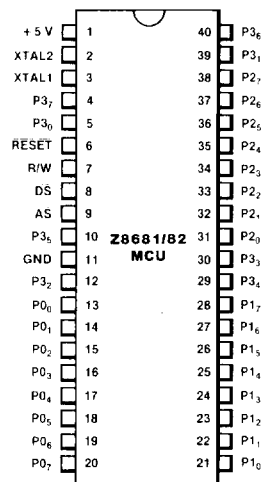 + 5 V 1 40 P3₆
XTAL2 2 39 P3₁
XTAL1 3 38 P2₇
P3₇ 4 37 P2₆
P3₀ 5 36 P2₅
RESET 6 35 P2₄
R/W 7 34 P2₃
DS 8 33 P2₂
AS 9 32 P2₁
P3₅ 10 31 P2₀
Z8681/82
MCU
GND 11 30 P3₃
P3₂ 12 29 P3₄
P0₀ 13 28 P1₇
P0₁ 14 27 P1₆
P0₂ 15 26 P1₅
P0₃ 16 25 P1₄
P0₄ 17 24 P1₃
P0₅ 18 23 P1₂
P0₆ 19 22 P1₁
P0₇ 20 21 P1₀